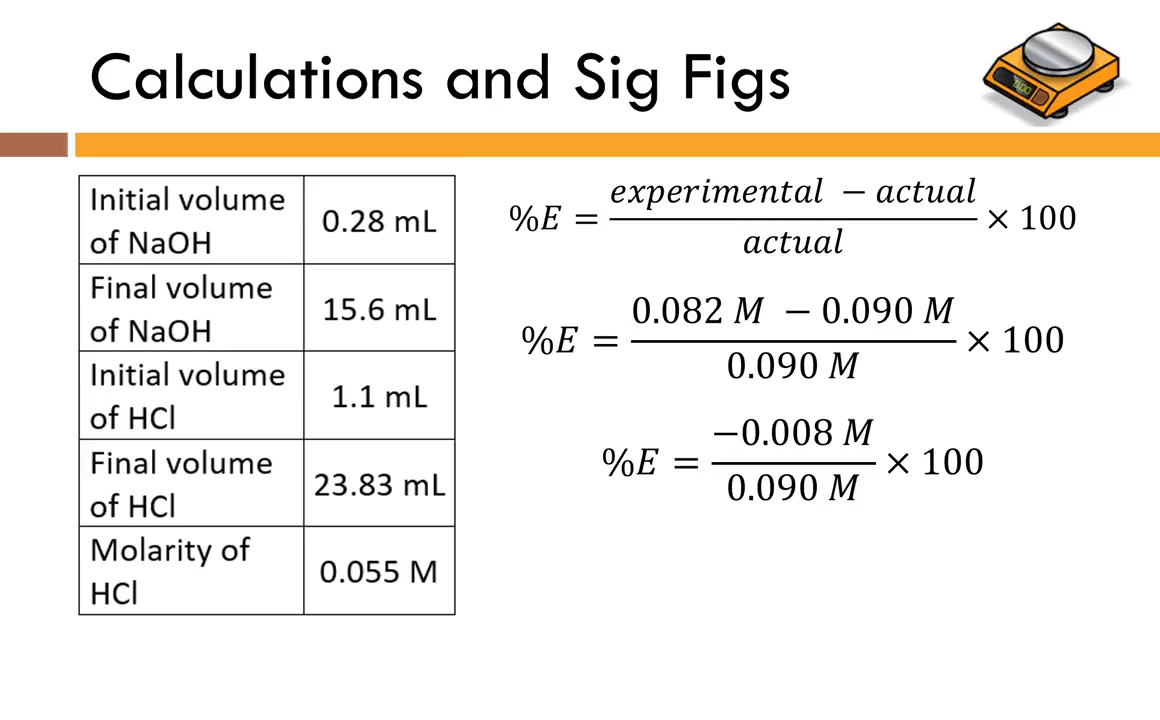 Calculations and Sig Figs
Initial volume
of NaOH
0.28 mL
Final volume
of NaOH
15.6 mL
Initial volume
of HCl
1.1 mL
Final volume
of HCl
23.83 mL
Molarity of
HCl
0.055 M
%E = (experimental − actual) / actual × 100
%E = (0.082 M − 0.090 M) / 0.090 M × 100
%E = −0.008 M / 0.090 M × 100